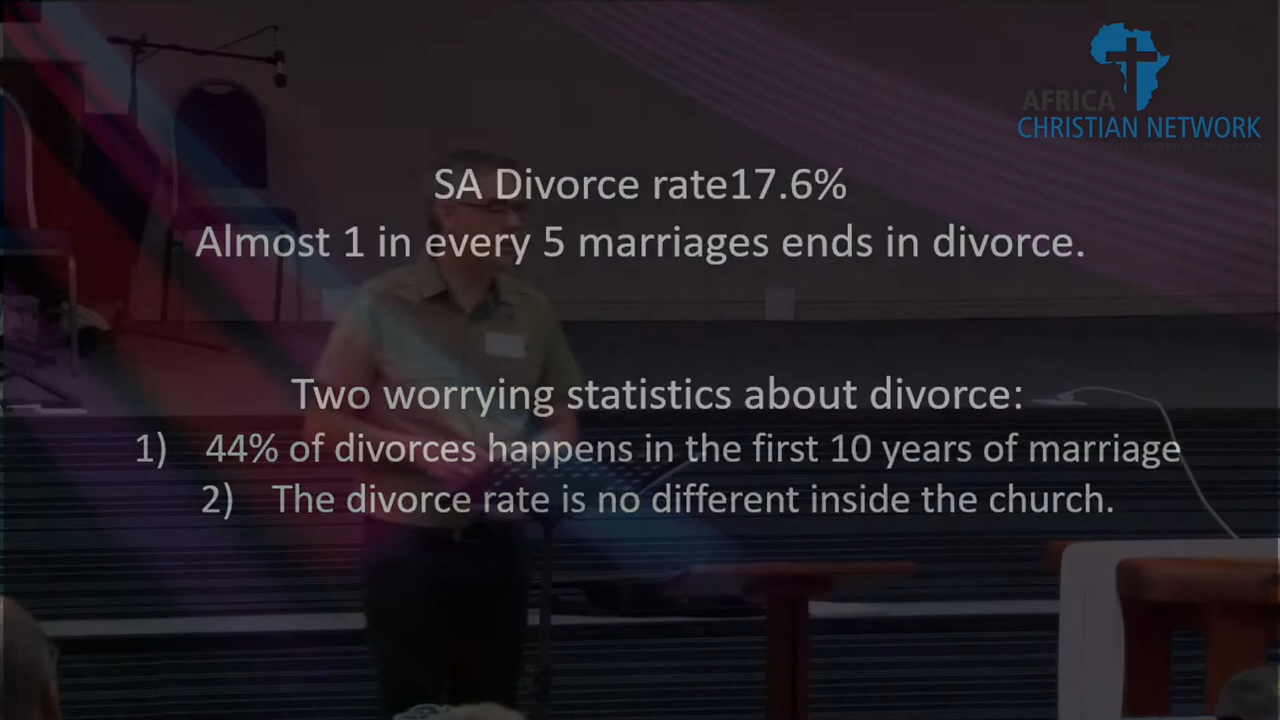 AFRICA
CHRISTIAN NETWORK
SA Divorce rate17.6%
Almost 1 in every 5 marriages ends in divorce.
Two worrying statistics about divorce:
1) 44% of divorces happens in the first 10 years of marriage
2) The divorce rate is no different inside the church.